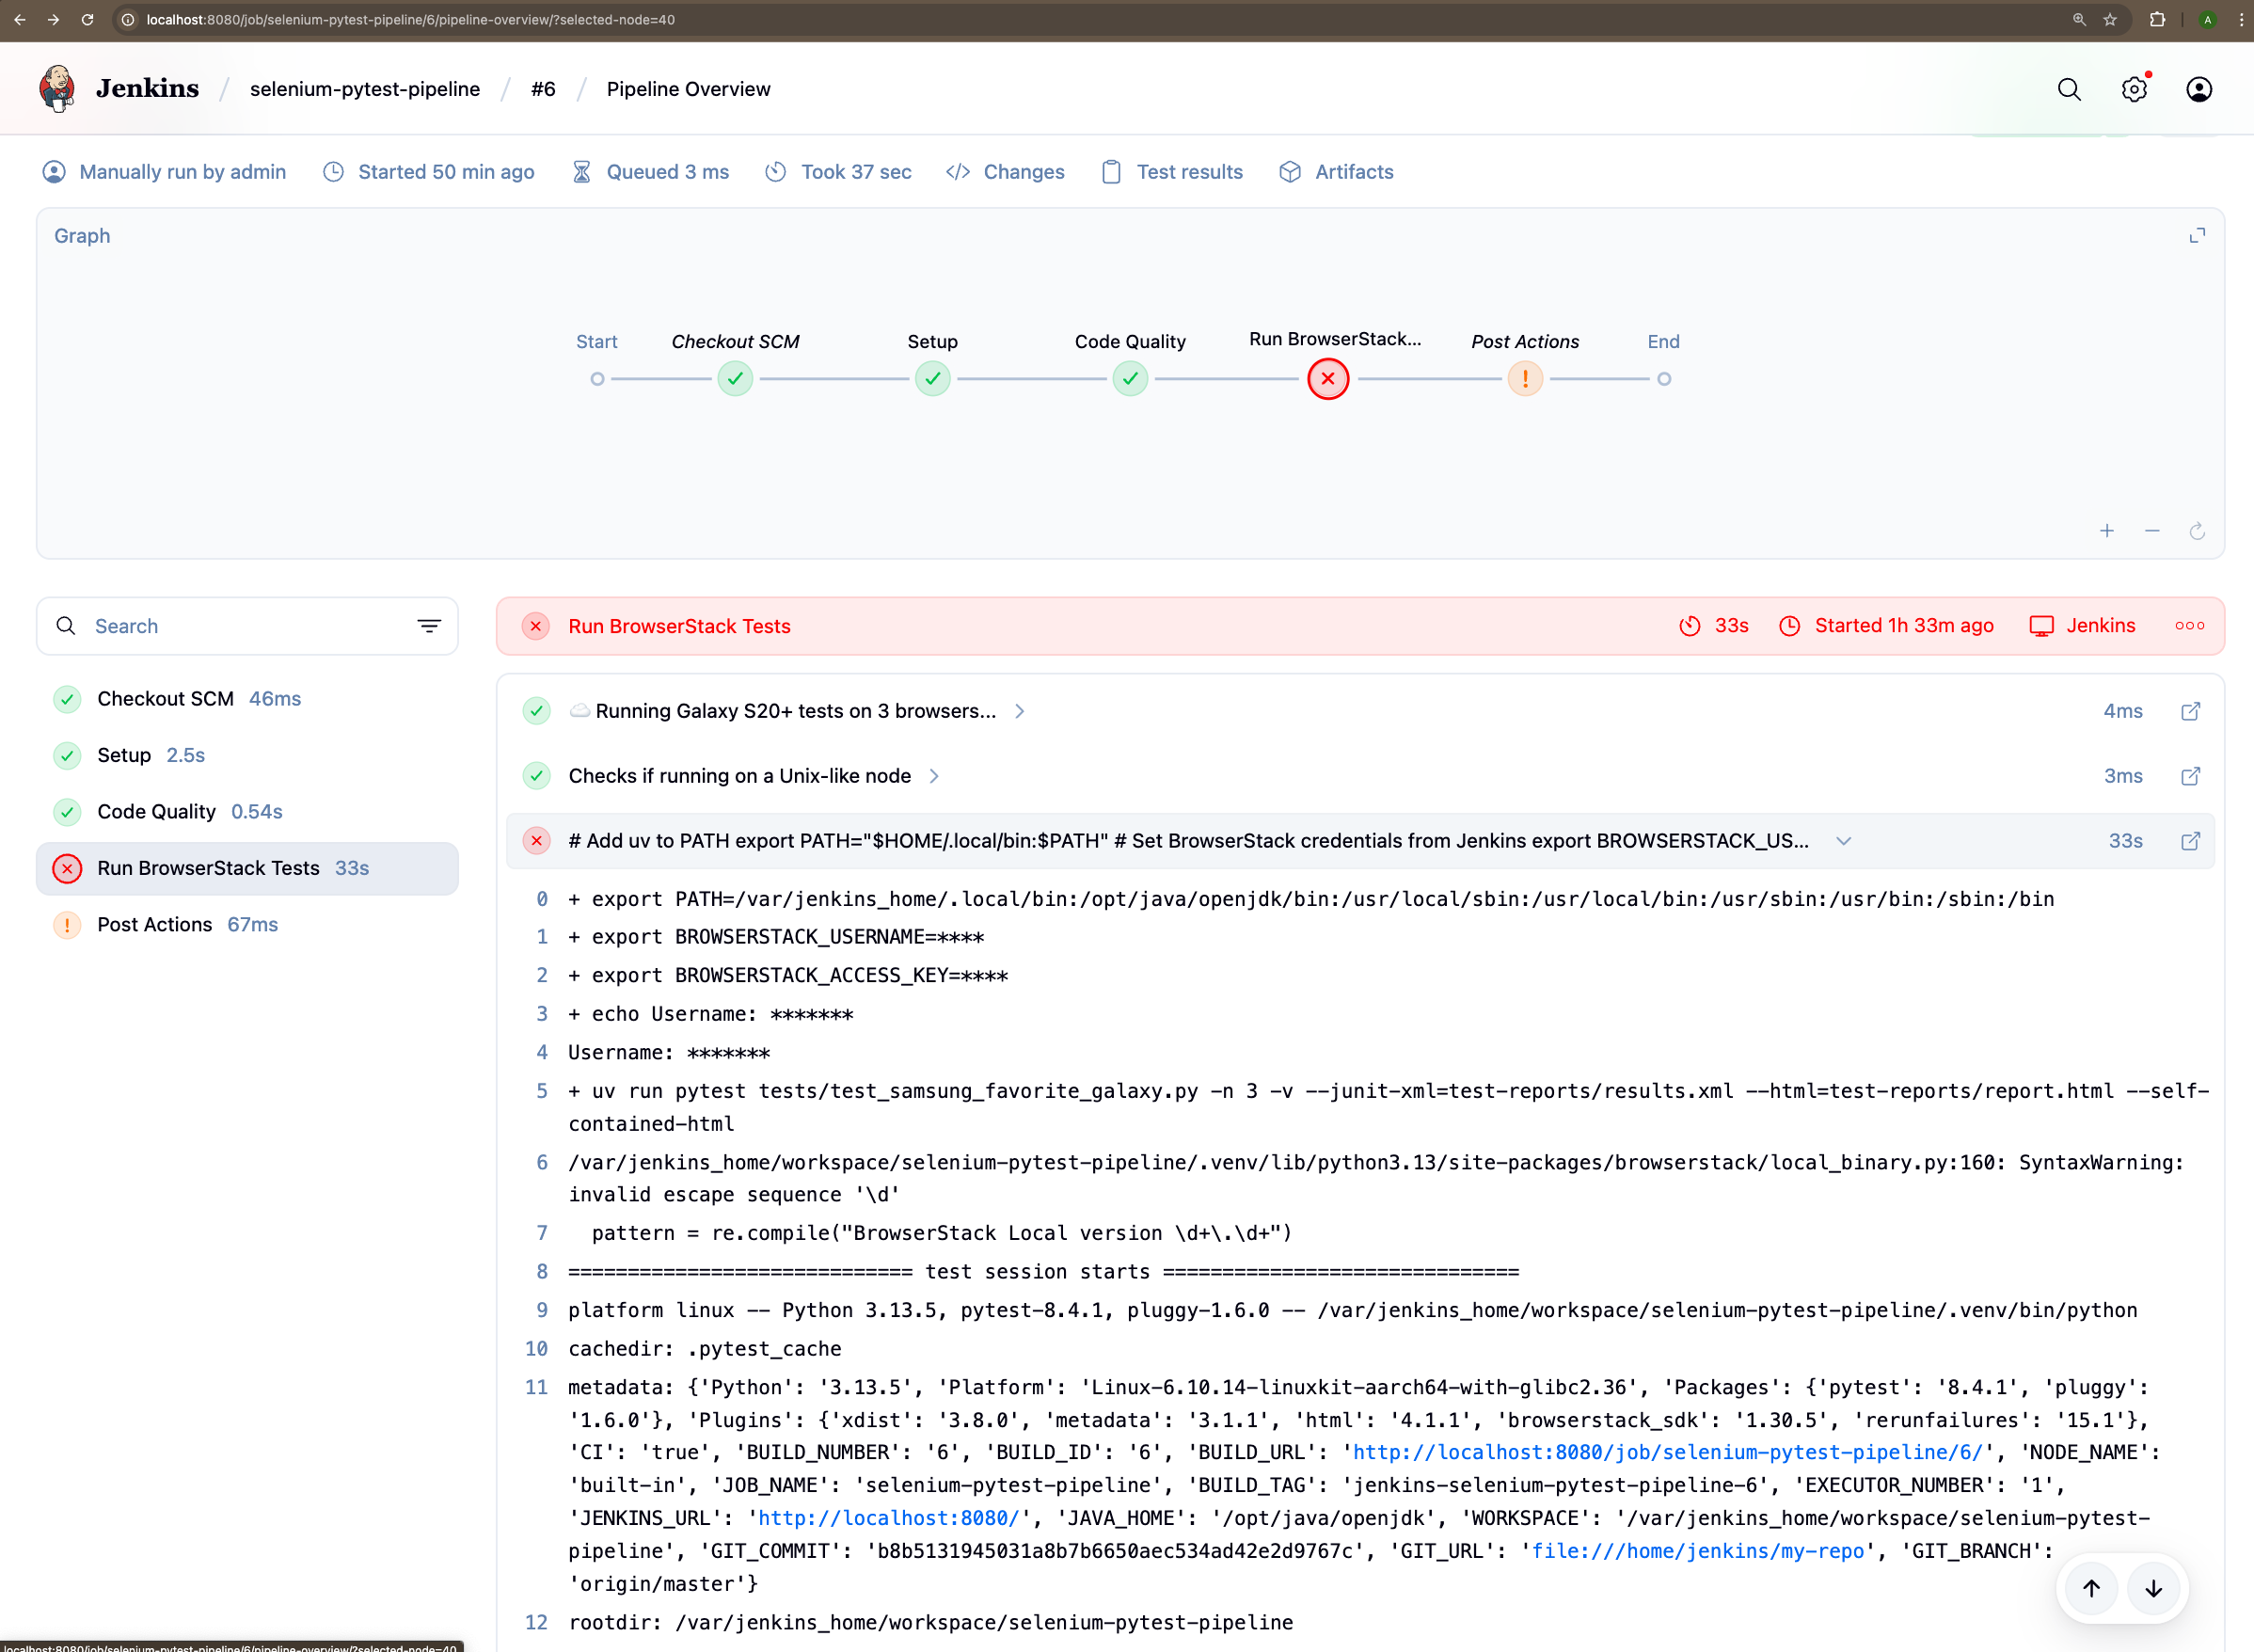 localhost:8080/job/selenium-pytest-pipeline/6/pipeline-overview/?selected-node=40
A
Jenkins / selenium-pytest-pipeline / #6 / Pipeline Overview
Manually run by admin Started 50 min ago Queued 3 ms Took 37 sec Changes Test results Artifacts
Graph
Start Checkout SCM Setup Code Quality Run BrowserStack... Post Actions End
Search
Checkout SCM 46ms
Setup 2.5s
Code Quality 0.54s
Run BrowserStack Tests 33s
Post Actions 67ms
Run BrowserStack Tests 33s Started 1h 33m ago Jenkins
☁️ Running Galaxy S20+ tests on 3 browsers... 4ms
Checks if running on a Unix-like node 3ms
# Add uv to PATH export PATH="$HOME/.local/bin:$PATH" # Set BrowserStack credentials from Jenkins export BROWSERSTACK_US... 33s
0 + export PATH=/var/jenkins_home/.local/bin:/opt/java/openjdk/bin:/usr/local/sbin:/usr/local/bin:/usr/sbin:/usr/bin:/sbin:/bin
1 + export BROWSERSTACK_USERNAME=****
2 + export BROWSERSTACK_ACCESS_KEY=****
3 + echo Username: *******
4 Username: *******
5 + uv run pytest tests/test_samsung_favorite_galaxy.py -n 3 -v --junit-xml=test-reports/results.xml --html=test-reports/report.html --self-
contained-html
6 /var/jenkins_home/workspace/selenium-pytest-pipeline/.venv/lib/python3.13/site-packages/browserstack/local_binary.py:160: SyntaxWarning:
invalid escape sequence '\d'
7 pattern = re.compile("BrowserStack Local version \d+\.\d+")
8 ============================= test session starts ==============================
9 platform linux -- Python 3.13.5, pytest-8.4.1, pluggy-1.6.0 -- /var/jenkins_home/workspace/selenium-pytest-pipeline/.venv/bin/python
10 cachedir: .pytest_cache
11 metadata: {'Python': '3.13.5', 'Platform': 'Linux-6.10.14-linuxkit-aarch64-with-glibc2.36', 'Packages': {'pytest': '8.4.1', 'pluggy':
'1.6.0'}, 'Plugins': {'xdist': '3.8.0', 'metadata': '3.1.1', 'html': '4.1.1', 'browserstack_sdk': '1.30.5', 'rerunfailures': '15.1'},
'CI': 'true', 'BUILD_NUMBER': '6', 'BUILD_ID': '6', 'BUILD_URL': 'http://localhost:8080/job/selenium-pytest-pipeline/6/', 'NODE_NAME':
'built-in', 'JOB_NAME': 'selenium-pytest-pipeline', 'BUILD_TAG': 'jenkins-selenium-pytest-pipeline-6', 'EXECUTOR_NUMBER': '1',
'JENKINS_URL': 'http://localhost:8080/', 'JAVA_HOME': '/opt/java/openjdk', 'WORKSPACE': '/var/jenkins_home/workspace/selenium-pytest-
pipeline', 'GIT_COMMIT': 'b8b5131945031a8b7b6650aec534ad42e2d9767c', 'GIT_URL': 'file:///home/jenkins/my-repo', 'GIT_BRANCH':
'origin/master'}
12 rootdir: /var/jenkins_home/workspace/selenium-pytest-pipeline
localhost:8080/job/selenium-pytest-pipeline/6/pipeline-overview/?selected-node=40